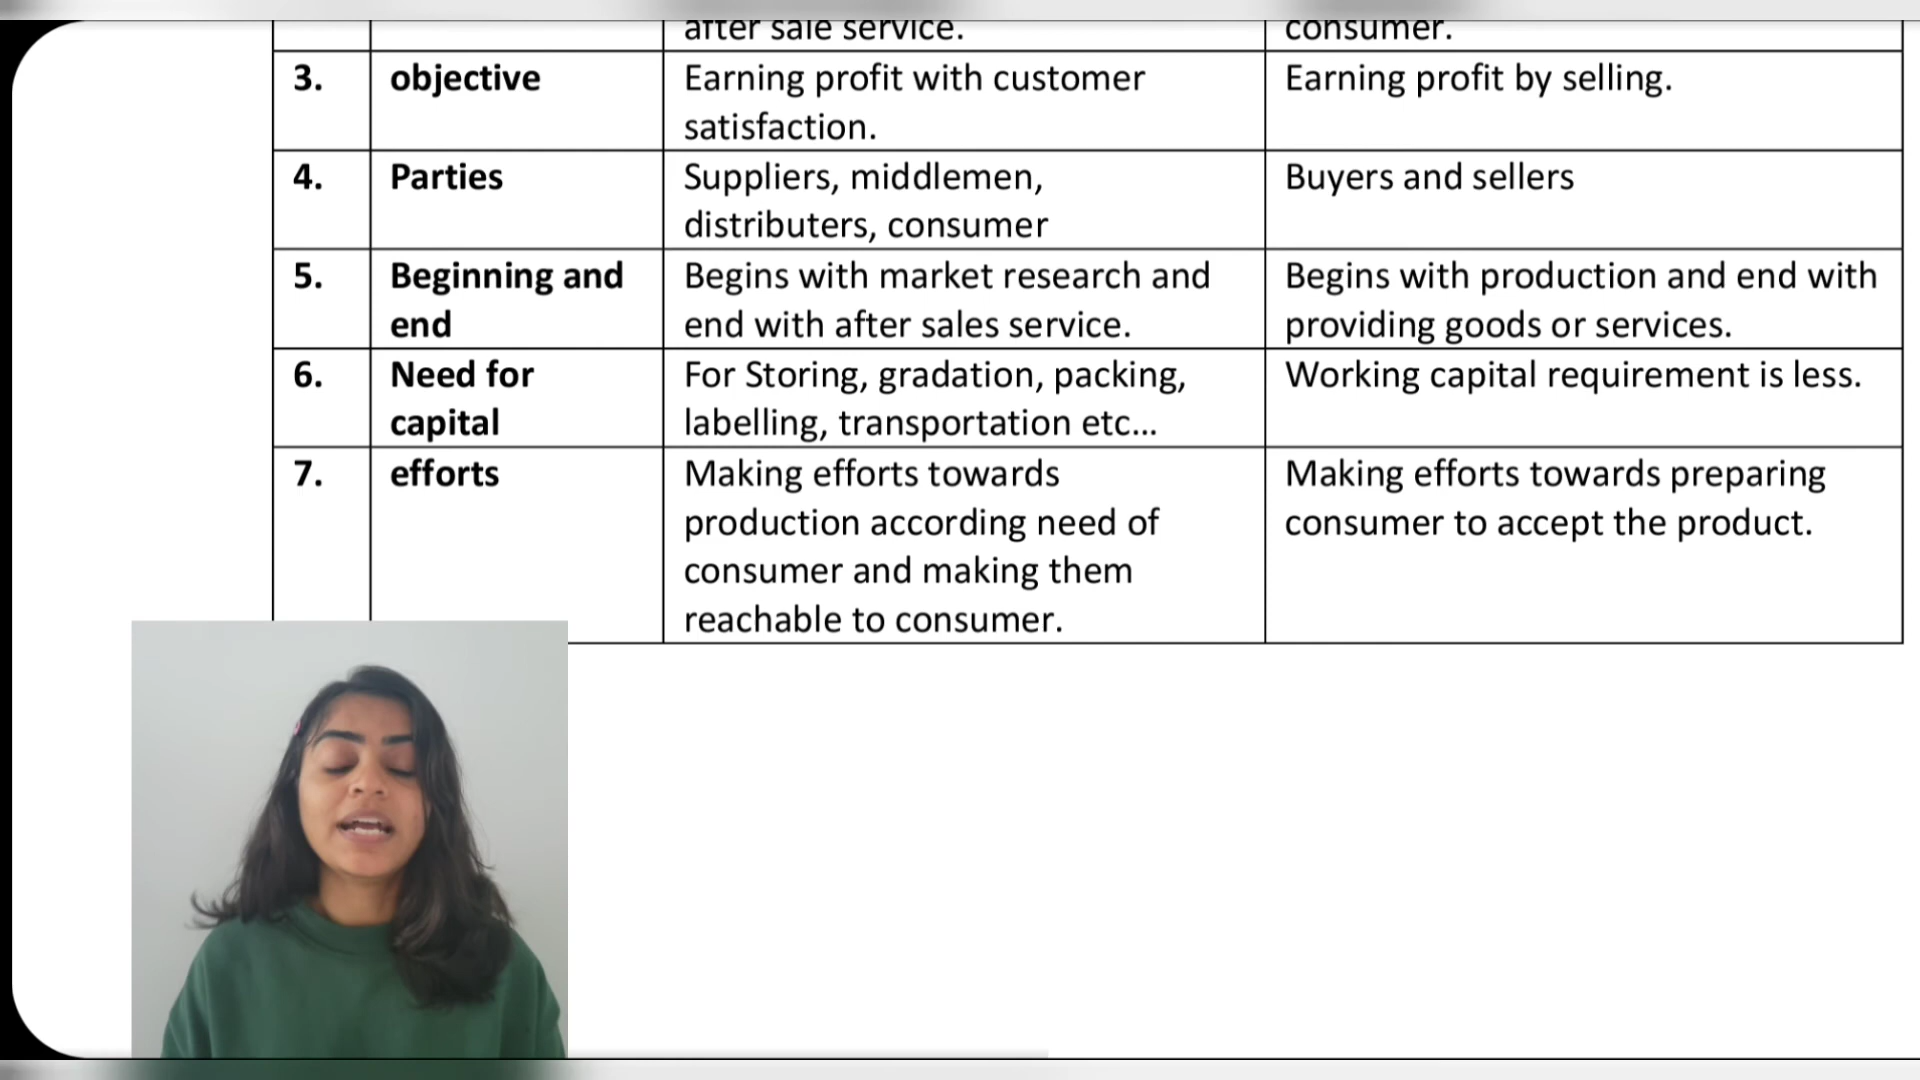 after sale service.
consumer.
3.
objective
Earning profit with customer
satisfaction.
Earning profit by selling.
4.
Parties
Suppliers, middlemen,
distributers, consumer
Buyers and sellers
5.
Beginning and
end
Begins with market research and
end with after sales service.
Begins with production and end with
providing goods or services.
6.
Need for
capital
For Storing, gradation, packing,
labelling, transportation etc...
Working capital requirement is less.
7.
efforts
Making efforts towards
production according need of
consumer and making them
reachable to consumer.
Making efforts towards preparing
consumer to accept the product.